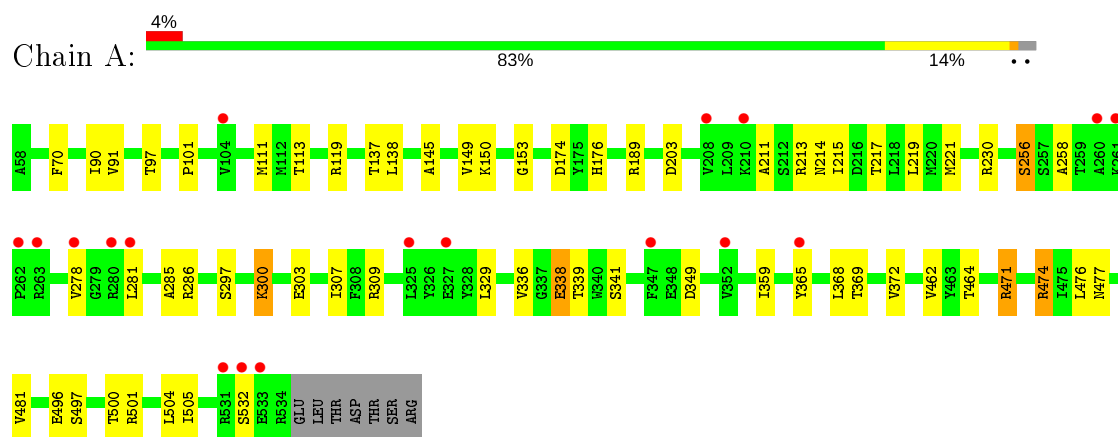 4%
Chain A:
83% 14% • •
A58 F70 I90 V91 T97 P101 V104 M111 M112 T113 R119 T137 L138 A145 V149 K150 G153 D174 Y175 H176 R189 D203 V208 L209 K210 A211 S212 R213 N214 I215 D216 T217 L218 L219 M220 M221 R230 S256 S257 A258 T259 A260 K261
P262 R263 V278 G279 R280 L281 A285 R286 S297 K300 E303 I307 F308 R309 L325 Y326 E327 Y328 L329 V336 G337 E338 T339 W340 S341 F347 E348 D349 V352 I359 Y365 L368 T369 V372 V462 Y463 T464 R471 R474 I475 L476 N477
V481 E496 S497 T500 R501 L504 I505 R531 S532 E533 R534 GLU LEU THR ASP THR SER ARG